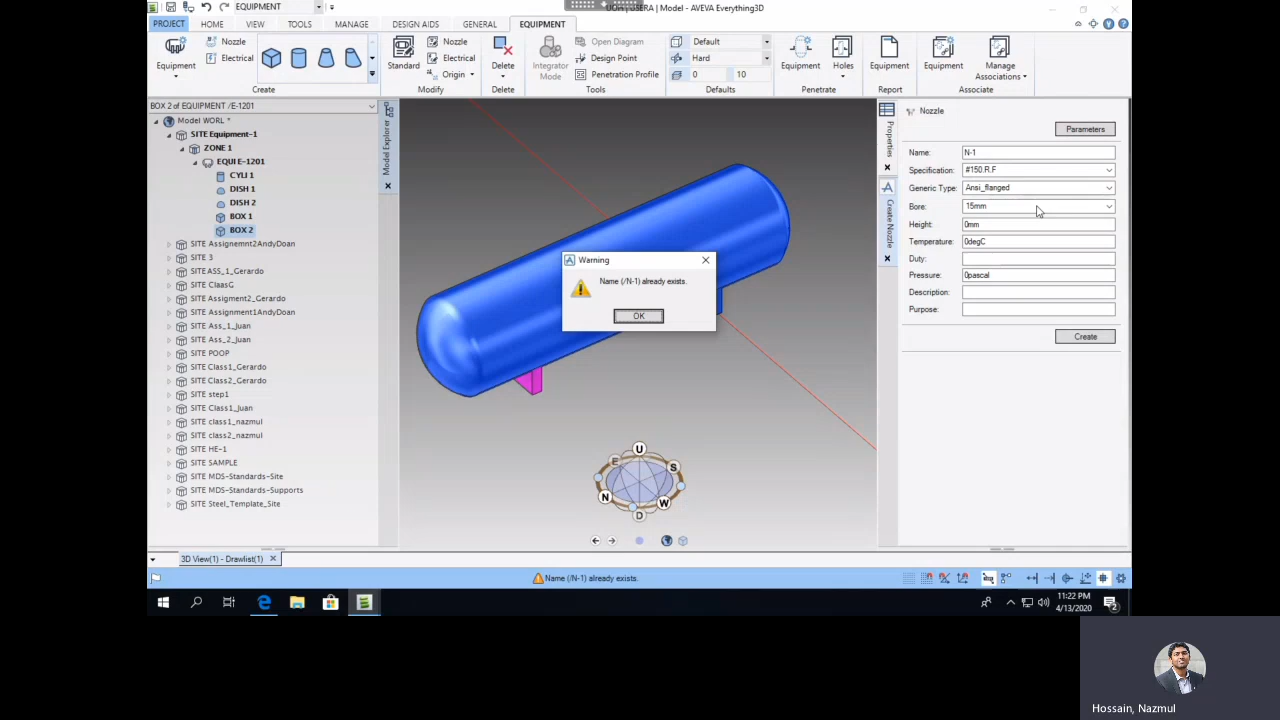 EQUIPMENT
- AVEVA Everything3D
PROJECT HOME VIEW TOOLS MANAGE DESIGN AIDS GENERAL EQUIPMENT
Equipment
Nozzle
Electrical
Create
Standard
Nozzle
Electrical
Origin
Modify
Delete
Delete
Integrator Mode
Open Diagram
Design Point
Penetration Profile
Tools
Default
Hard
0 10
Defaults
Equipment
Holes
Penetrate
Equipment
Report
Equipment
Manage Associations
Associate
BOX 2 of EQUIPMENT /E-1201
Model WORL *
SITE Equipment-1
ZONE 1
EQUI E-1201
CYLI 1
DISH 1
DISH 2
BOX 1
BOX 2
SITE Assignemnt2AndyDoan
SITE 3
SITE ASS_1_Gerardo
SITE ClaasG
SITE Assigment2_Gerardo
SITE Assignment1AndyDoan
SITE Ass_1_juan
SITE Ass_2_juan
SITE POOP
SITE Class1_Gerardo
SITE Class2_Gerardo
SITE step1
SITE Class1_juan
SITE class1_nazmul
SITE class2_nazmul
SITE HE-1
SITE SAMPLE
SITE MDS-Standards-Site
SITE MDS-Standards-Supports
SITE Steel_Template_Site
Model Explorer
Warning
Name (/N-1) already exists.
OK
U
E
S
N
W
D
Properties
Create Nozzle
Nozzle
Parameters
Name: N-1
Specification: #150.R.F
Generic Type: Ansi_flanged
Bore: 15mm
Height: 0mm
Temperature: 0degC
Duty:
Pressure: 0pascal
Description:
Purpose:
Create
3D View(1) - Drawlist(1)
Name (/N-1) already exists.
11:22 PM
4/13/2020
2
Hossain, Nazmul